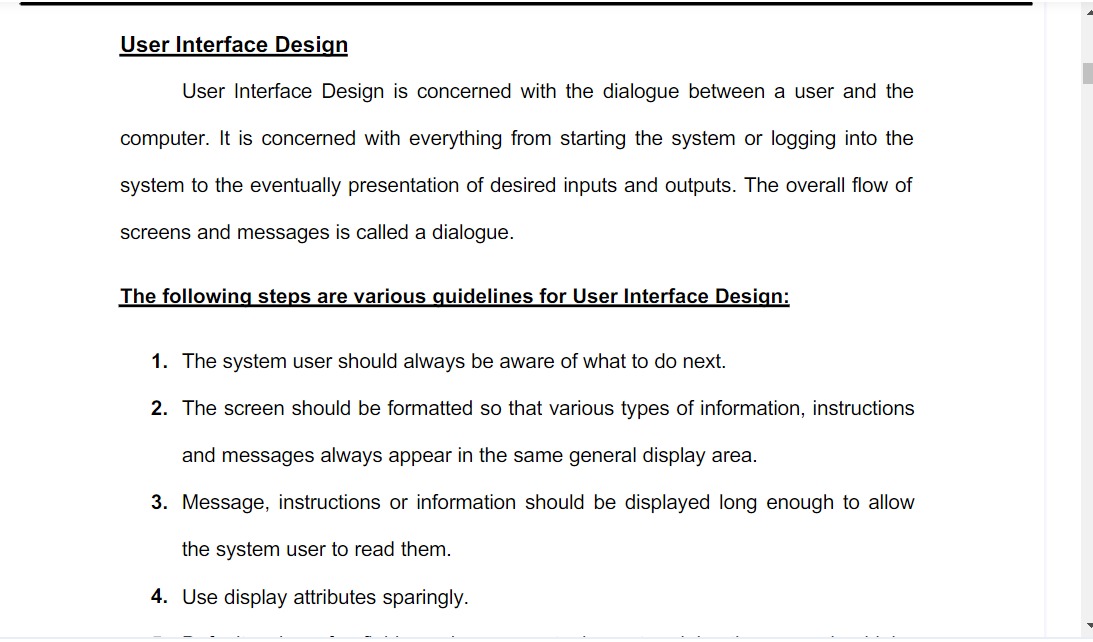 User Interface Design
User Interface Design is concerned with the dialogue between a user and the
computer. It is concerned with everything from starting the system or logging into the
system to the eventually presentation of desired inputs and outputs. The overall flow of
screens and messages is called a dialogue.
The following steps are various guidelines for User Interface Design:
1. The system user should always be aware of what to do next.
2. The screen should be formatted so that various types of information, instructions
and messages always appear in the same general display area.
3. Message, instructions or information should be displayed long enough to allow
the system user to read them.
4. Use display attributes sparingly.